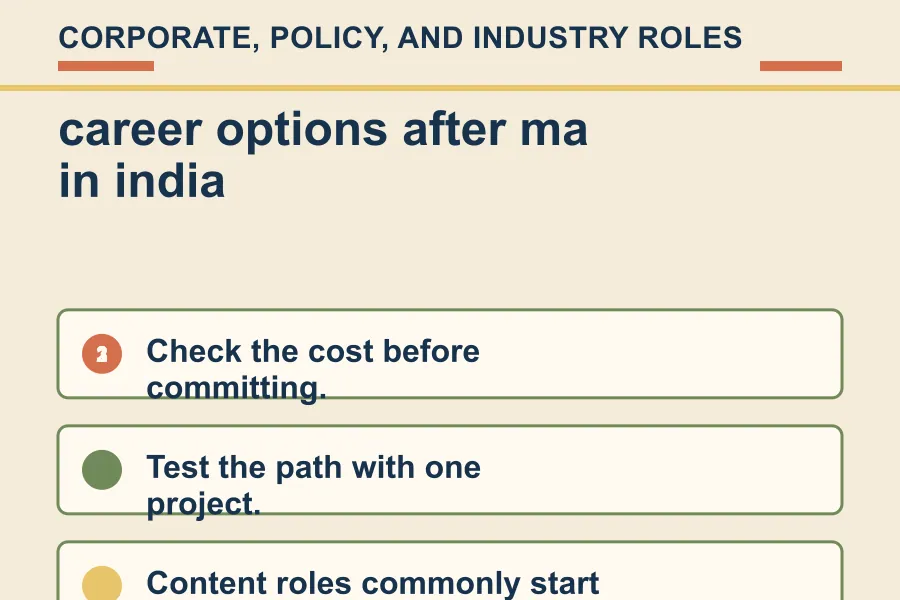 CORPORATE, POLICY, AND INDUSTRY ROLES
career options after ma
in india
Check the cost before
committing.
Test the path with one
project.
Content roles commonly start